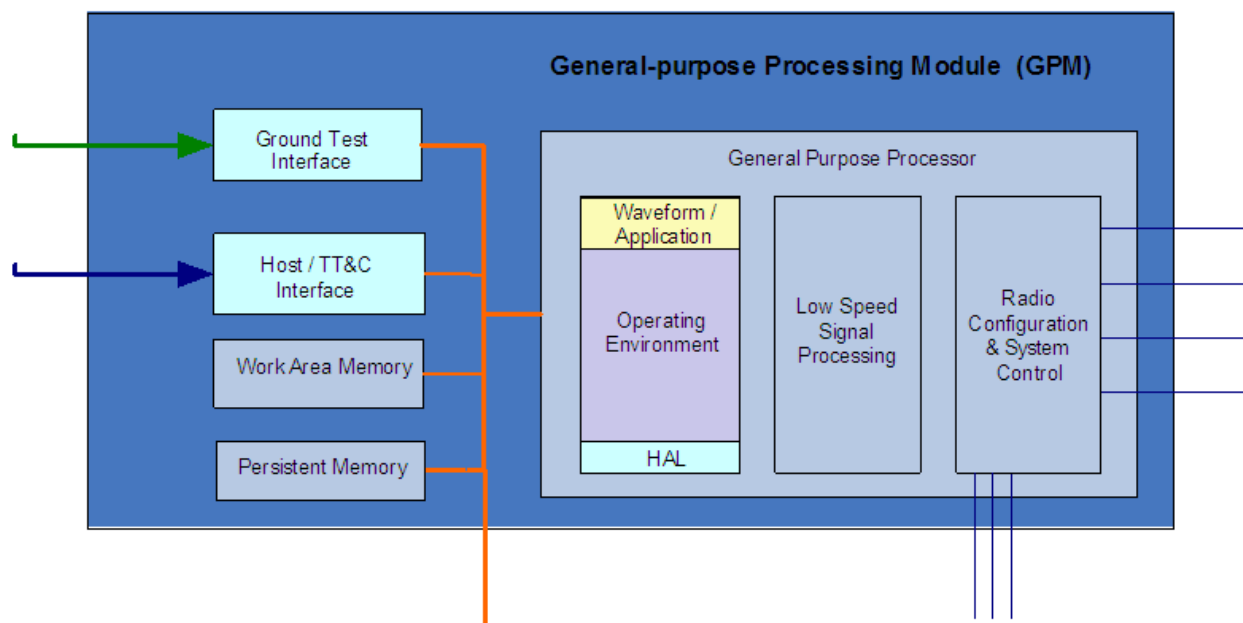 General-purpose Processing Module (GPM)
Ground Test
Interface
Host / TT&C
Interface
Work Area Memory
Persistent Memory
General Purpose Processor
Waveform /
Application
Operating
Environment
HAL
Low Speed
Signal
Processing
Radio
Configuration
& System
Control